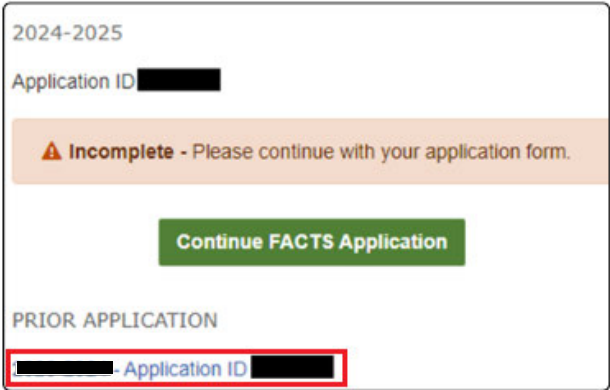 2024-2025
Application ID
Incomplete - Please continue with your application form.
Continue FACTS Application
PRIOR APPLICATION
- Application ID